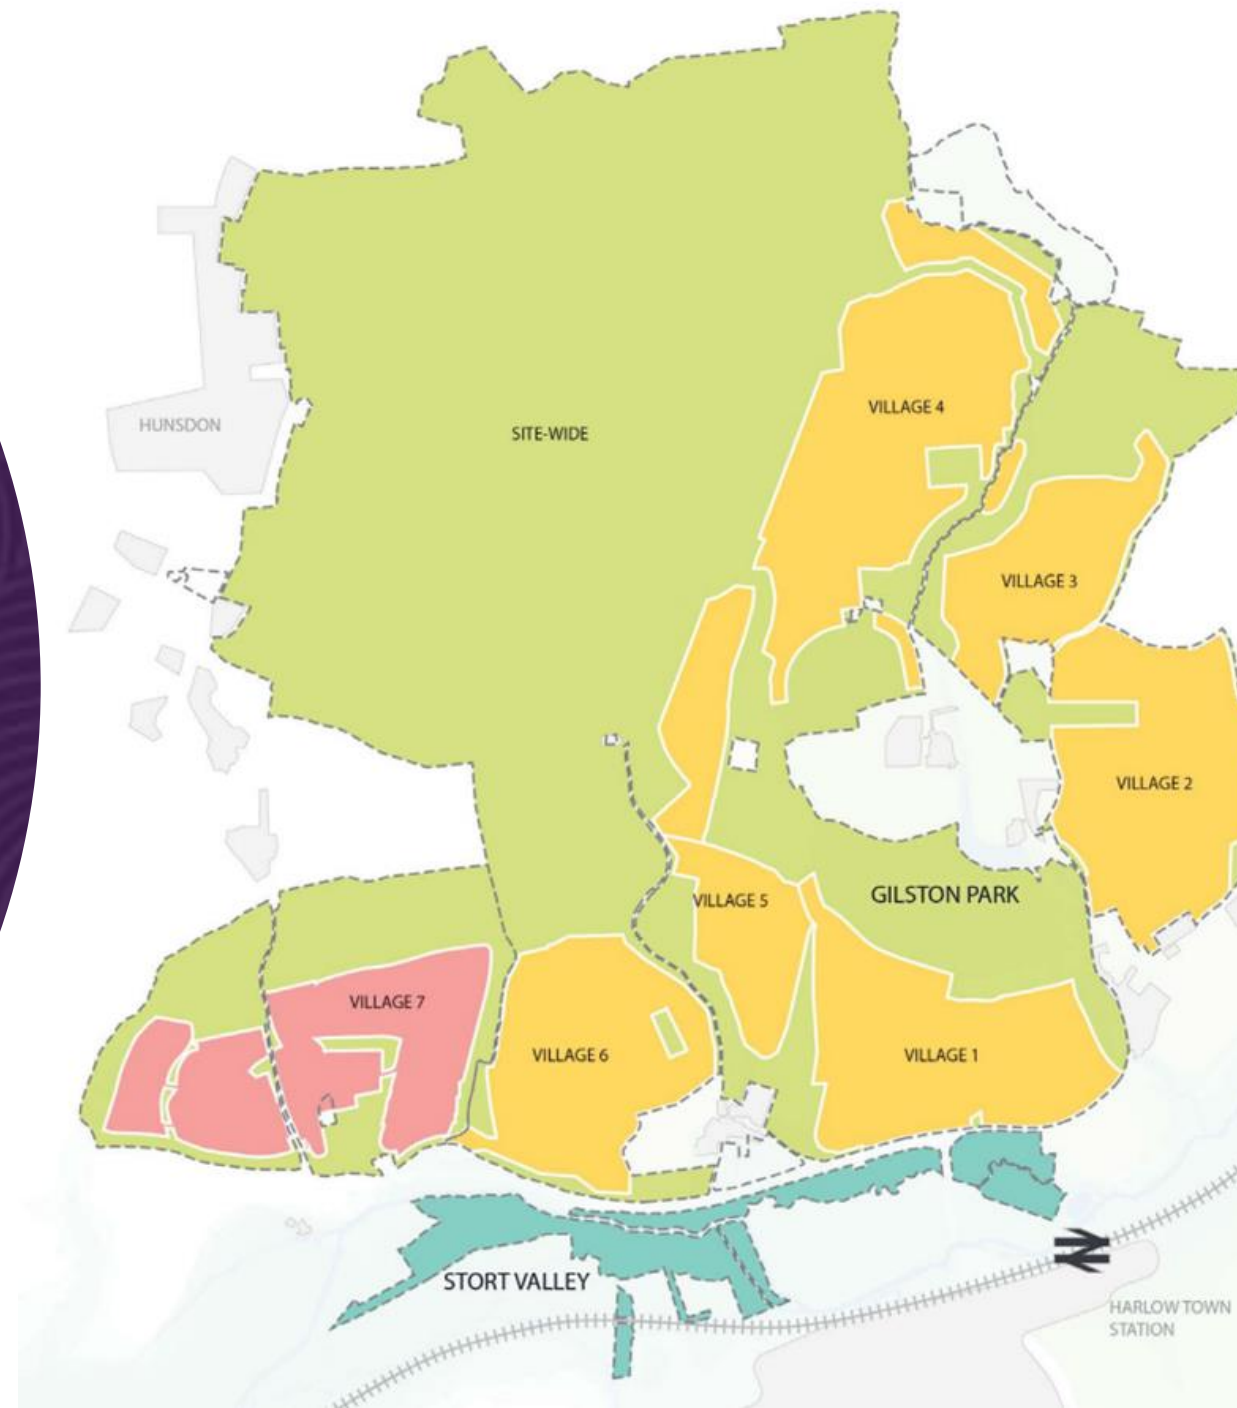 VILLAGE 4
HUNSDON
SITE-WIDE
VILLAGE 3
VILLAGE 2
GILSTON PARK
VILLAGE 5
VILLAGE 7
VILLAGE 6
VILLAGE 1
STORT VALLEY
HARLOW TOWN
STATION